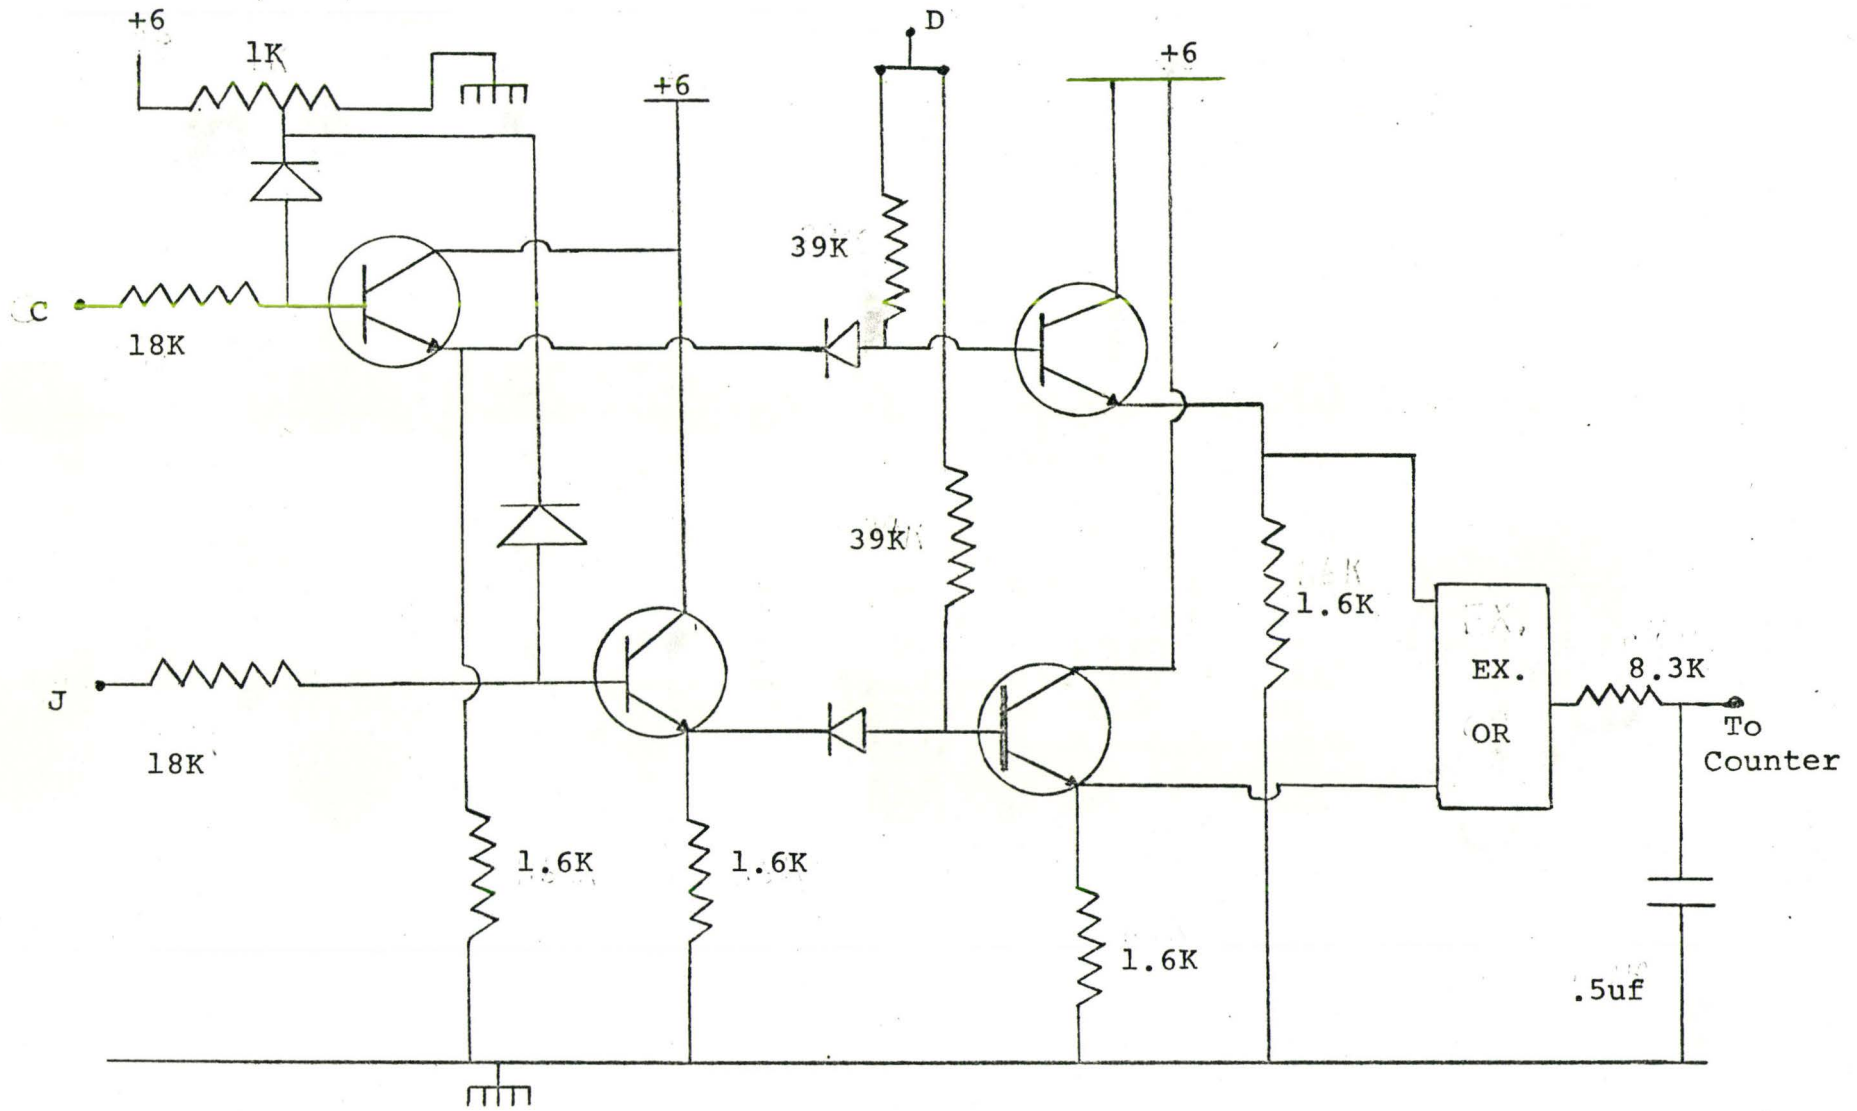 +6
1K
+6
D
+6
39K
C
18K
39K
1.6K
EX.
OR
8.3K
To
Counter
J
18K
1.6K
1.6K
1.6K
.5uf